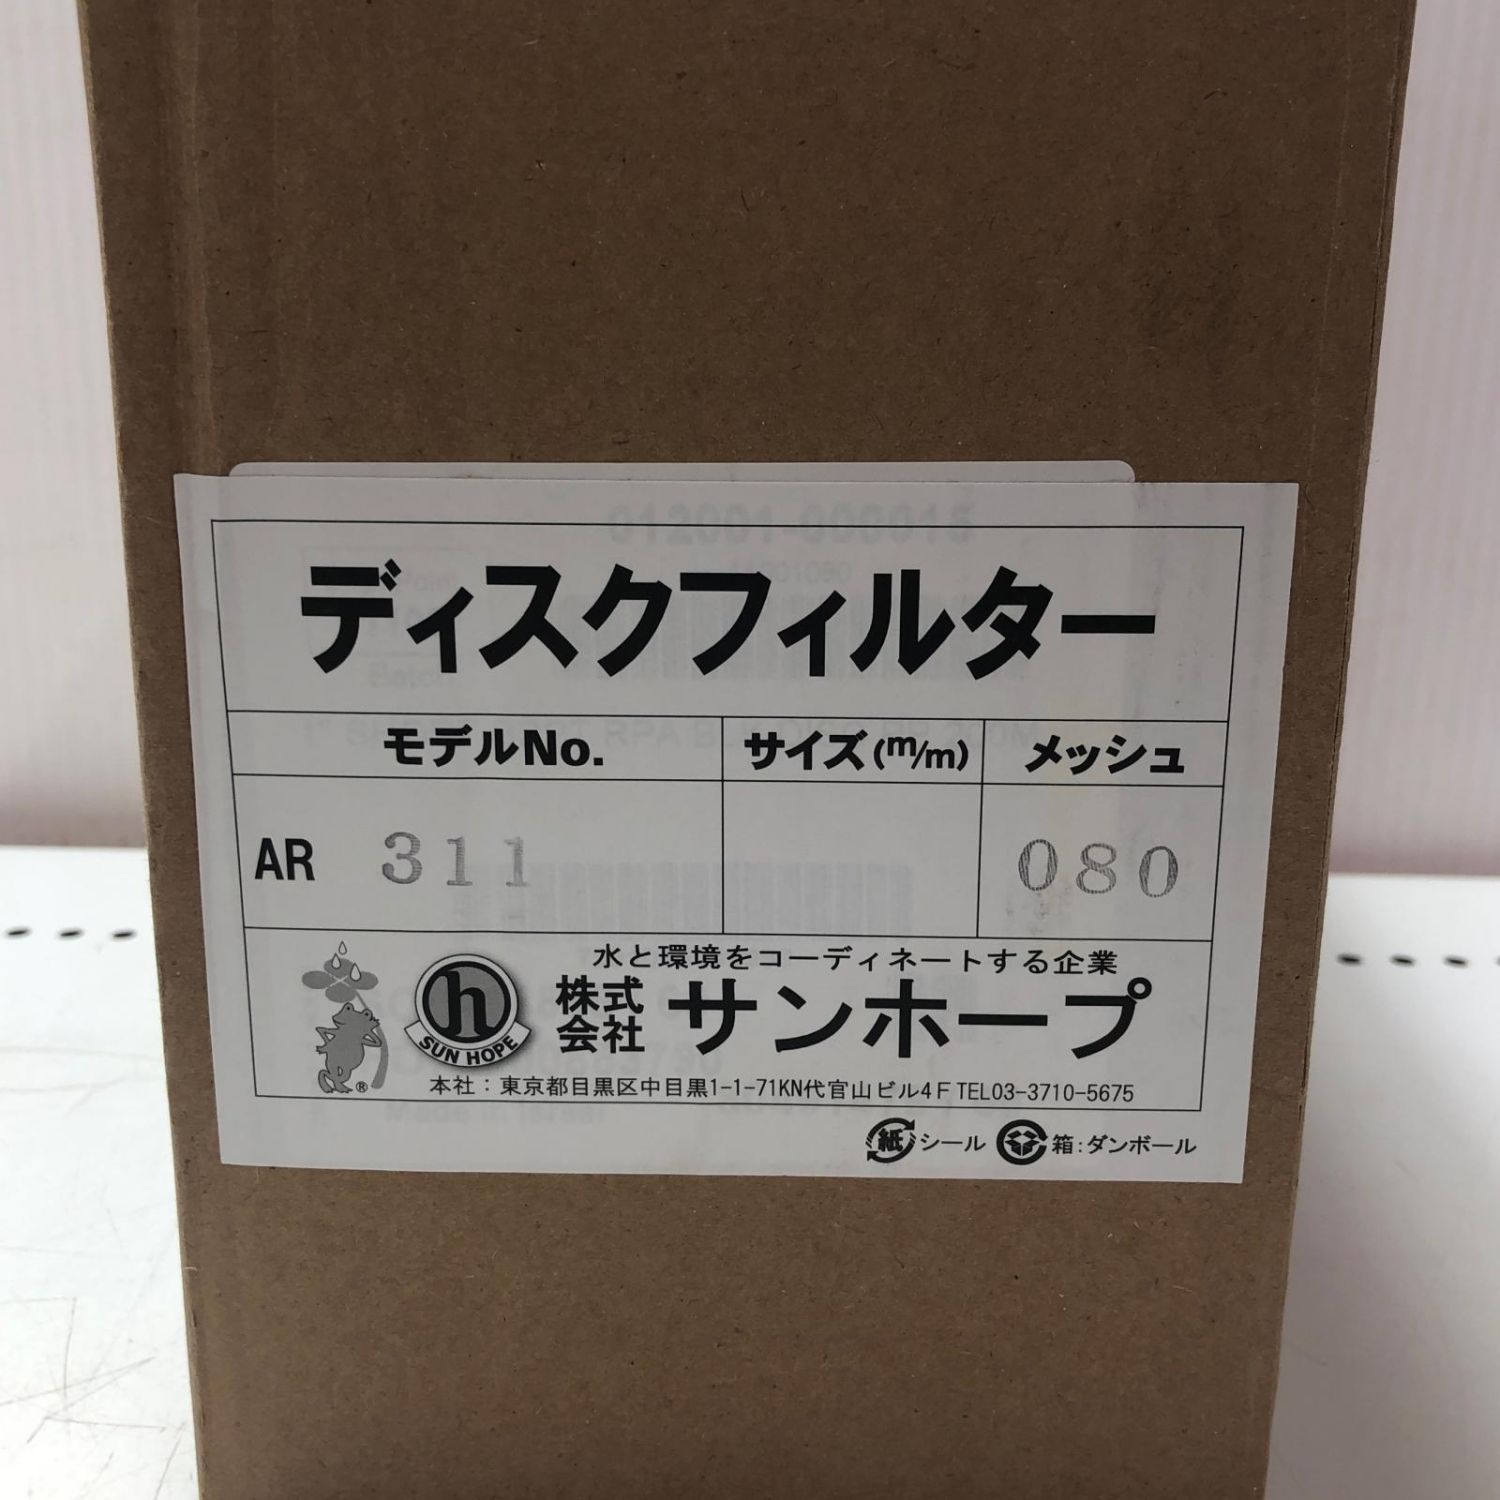 ディスクフィルター
モデルNo. サイズ(m/m) メッシュ
AR 311 080
水と環境をコーディネートする企業
h
SUN HOPE
株式会社 サンホープ
®
本社：東京都目黒区中目黒1-1-71KN代官山ビル4F TEL03-3710-5675
紙 シール 箱:ダンボール